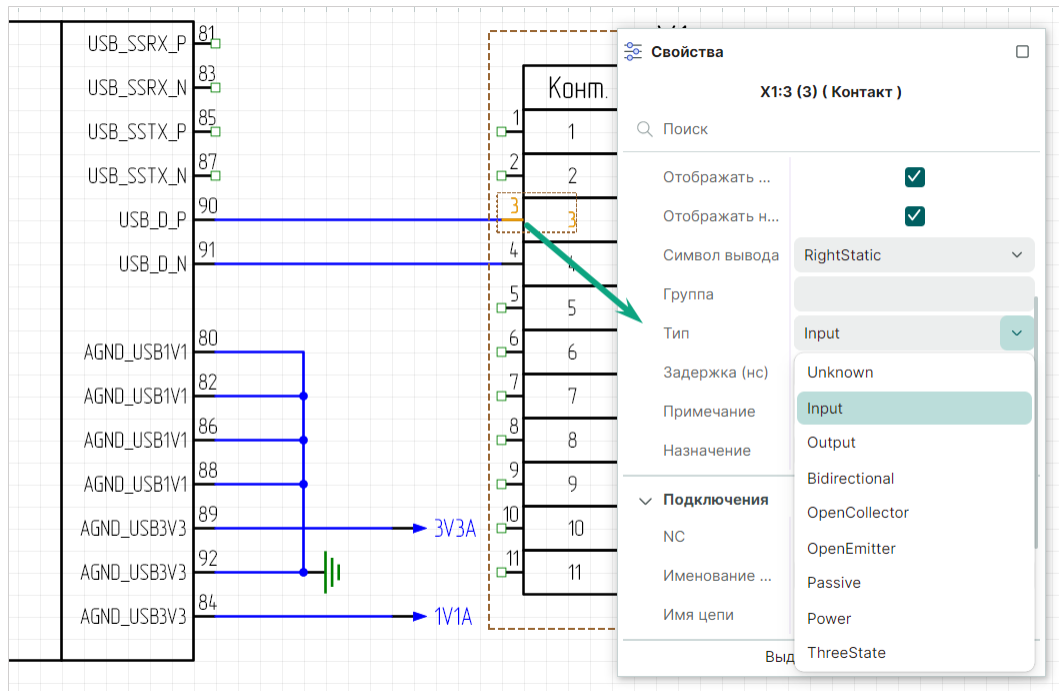 USB_SSRX_P 81
USB_SSRX_N 83
USB_SSTX_P 85
USB_SSTX_N 87
USB_D_P 90
USB_D_N 91
AGND_USB1V1 80
AGND_USB1V1 82
AGND_USB1V1 86
AGND_USB1V1 88
AGND_USB3V3 89
3V3A
AGND_USB3V3 92
AGND_USB3V3 84
1V1A
Конт.
1 1
2 2
3 3
4 4
5 5
6 6
7 7
8 8
9 9
10 10
11 11
Свойства
X1:3 (3) ( Контакт )
Поиск
Отображать ...
Отображать н...
Символ вывода RightStatic
Группа
Тип Input
Задержка (нс)
Примечание
Назначение
Подключения
NC
Именование ...
Имя цепи
Unknown
Input
Output
Bidirectional
OpenCollector
OpenEmitter
Passive
Power
ThreeState